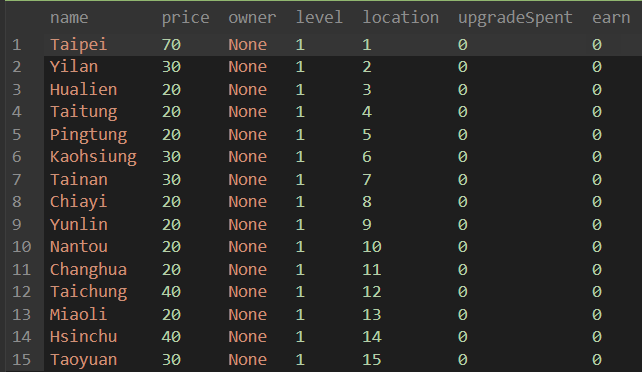 name price owner level location upgradeSpent earn
1 Taipei 70 None 1 1 0 0
2 Yilan 30 None 1 2 0 0
3 Hualien 20 None 1 3 0 0
4 Taitung 20 None 1 4 0 0
5 Pingtung 20 None 1 5 0 0
6 Kaohsiung 30 None 1 6 0 0
7 Tainan 30 None 1 7 0 0
8 Chiayi 20 None 1 8 0 0
9 Yunlin 20 None 1 9 0 0
10 Nantou 20 None 1 10 0 0
11 Changhua 20 None 1 11 0 0
12 Taichung 40 None 1 12 0 0
13 Miaoli 20 None 1 13 0 0
14 Hsinchu 40 None 1 14 0 0
15 Taoyuan 30 None 1 15 0 0